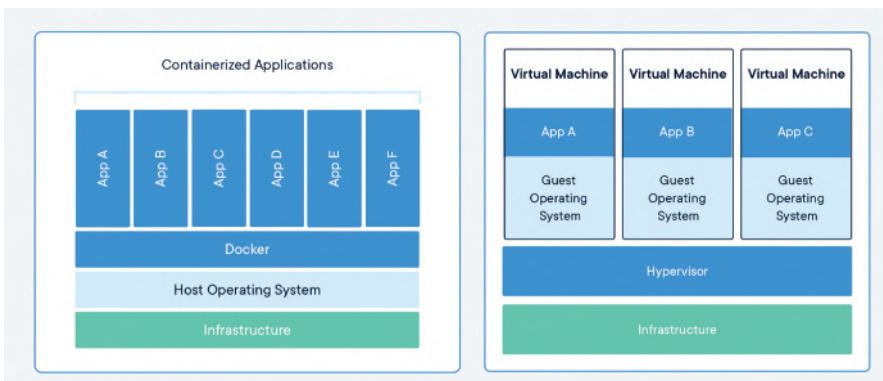 Containerized Applications
App A
App B
App C
App D
App E
App F
Docker
Host Operating System
Infrastructure
Virtual Machine
App A
Guest
Operating
System
Virtual Machine
App B
Guest
Operating
System
Virtual Machine
App C
Guest
Operating
System
Hypervisor
Infrastructure